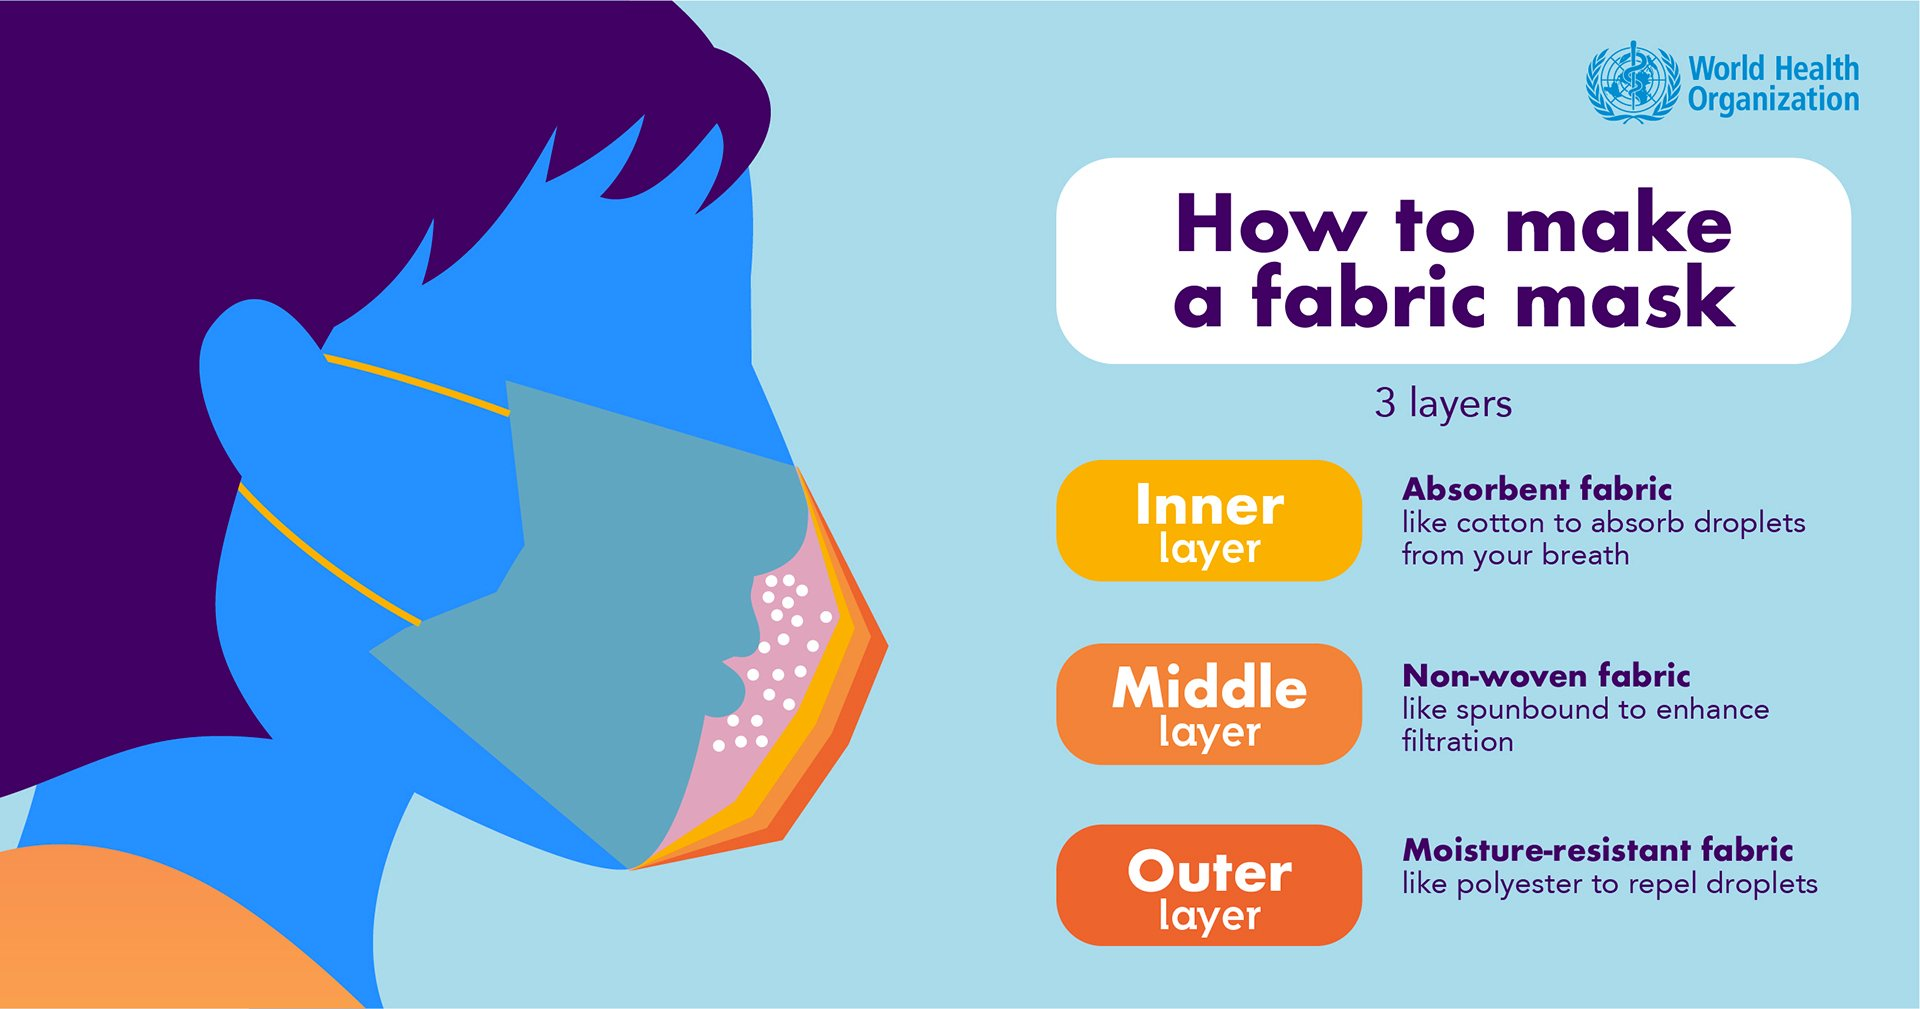 World Health
Organization
How to make
a fabric mask
3 layers
Inner
layer
Absorbent fabric
like cotton to absorb droplets
from your breath
Middle
layer
Non-woven fabric
like spunbound to enhance
filtration
Outer
layer
Moisture-resistant fabric
like polyester to repel droplets